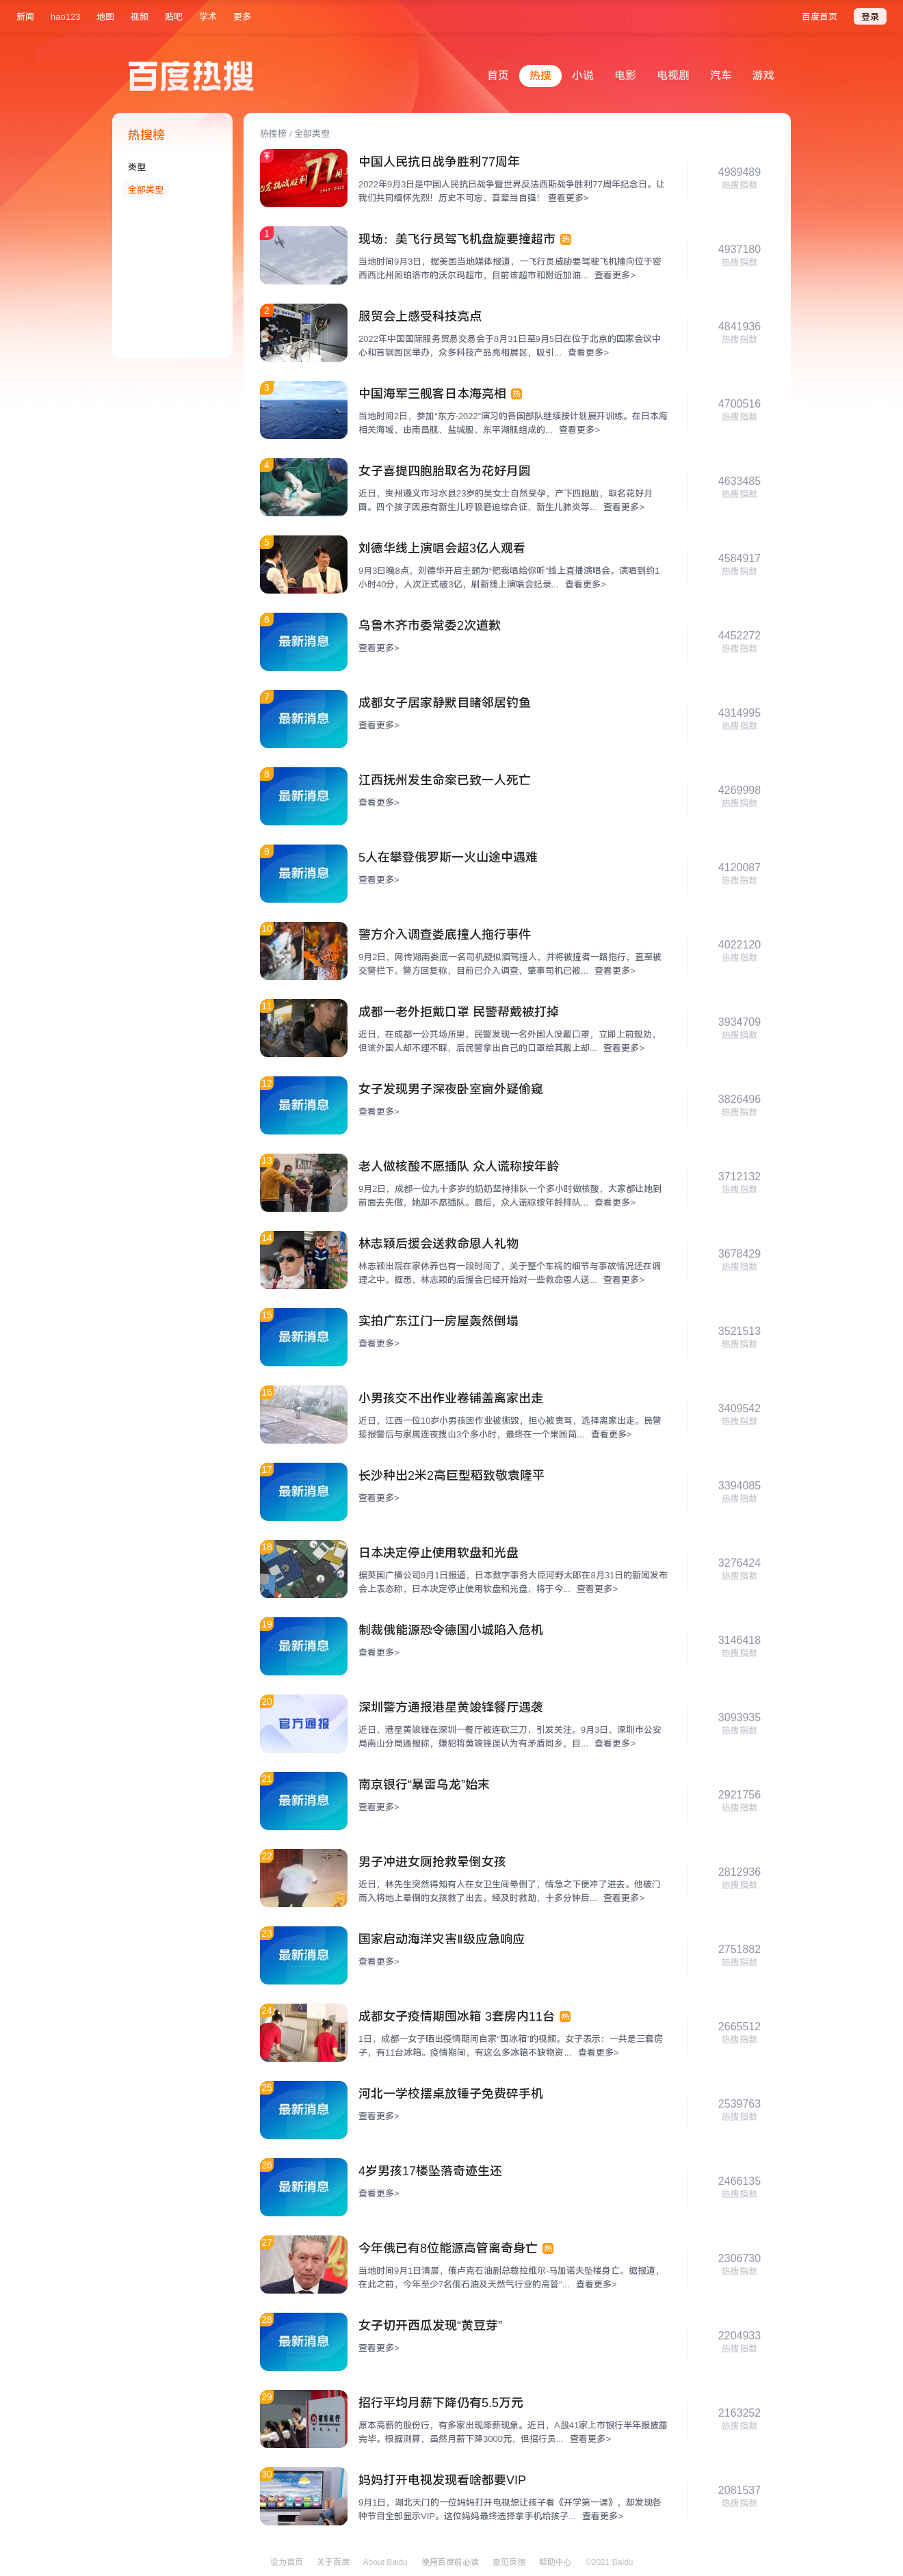 新闻 hao123 地图 视频 贴吧 学术 更多 百度首页 登录
百度热搜
首页 热搜 小说 电影 电视剧 汽车 游戏
热搜榜
类型
全部类型
热搜榜 / 全部类型
中国人民抗日战争胜利77周年
2022年9月3日是中国人民抗日战争暨世界反法西斯战争胜利77周年纪念日。让
我们共同缅怀先烈！历史不可忘，吾辈当自强！ 查看更多>
4989489
热搜指数
1
现场：美飞行员驾飞机盘旋要撞超市 热
当地时间9月3日，据美国当地媒体报道，一飞行员威胁要驾驶飞机撞向位于密
西西比州图珀洛市的沃尔玛超市，目前该超市和附近加油... 查看更多>
4937180
热搜指数
2
服贸会上感受科技亮点
2022年中国国际服务贸易交易会于8月31日至9月5日在位于北京的国家会议中
心和首钢园区举办，众多科技产品亮相展区，吸引... 查看更多>
4841936
热搜指数
3
中国海军三舰客日本海亮相 热
当地时间2日，参加“东方-2022”演习的各国部队继续按计划展开训练。在日本海
相关海域，由南昌舰、盐城舰、东平湖舰组成的... 查看更多>
4700516
热搜指数
4
女子喜提四胞胎取名为花好月圆
近日，贵州遵义市习水县23岁的吴女士自然受孕，产下四胞胎，取名花好月
圆。四个孩子因患有新生儿呼吸窘迫综合征、新生儿肺炎等... 查看更多>
4633485
热搜指数
5
刘德华线上演唱会超3亿人观看
9月3日晚8点，刘德华开启主题为“把我唱给你听”线上直播演唱会。演唱到约1
小时40分，人次正式破3亿，刷新线上演唱会纪录... 查看更多>
4584917
热搜指数
6
最新消息
乌鲁木齐市委常委2次道歉
查看更多>
4452272
热搜指数
7
最新消息
成都女子居家静默目睹邻居钓鱼
查看更多>
4314995
热搜指数
8
最新消息
江西抚州发生命案已致一人死亡
查看更多>
4269998
热搜指数
9
最新消息
5人在攀登俄罗斯一火山途中遇难
查看更多>
4120087
热搜指数
10
警方介入调查娄底撞人拖行事件
9月2日，网传湖南娄底一名司机疑似酒驾撞人，并将被撞者一路拖行，直至被
交警拦下。警方回复称，目前已介入调查，肇事司机已被... 查看更多>
4022120
热搜指数
11
成都一老外拒戴口罩 民警帮戴被打掉
近日，在成都一公共场所里，民警发现一名外国人没戴口罩，立即上前规劝，
但该外国人却不理不睬，后民警拿出自己的口罩给其戴上却... 查看更多>
3934709
热搜指数
12
最新消息
女子发现男子深夜卧室窗外疑偷窥
查看更多>
3826496
热搜指数
13
老人做核酸不愿插队 众人谎称按年龄
9月2日，成都一位九十多岁的奶奶坚持排队一个多小时做核酸，大家都让她到
前面去先做，她却不愿插队。最后，众人谎称按年龄排队... 查看更多>
3712132
热搜指数
14
林志颖后援会送救命恩人礼物
林志颖出院在家休养也有一段时间了，关于整个车祸的细节与事故情况还在调
理之中。据悉，林志颖的后援会已经开始对一些救命恩人送... 查看更多>
3678429
热搜指数
15
最新消息
实拍广东江门一房屋轰然倒塌
查看更多>
3521513
热搜指数
16
小男孩交不出作业卷铺盖离家出走
近日，江西一位10岁小男孩因作业被撕毁，担心被责骂，选择离家出走。民警
接报警后与家属连夜搜山3个多小时，最终在一个果园简... 查看更多>
3409542
热搜指数
17
最新消息
长沙种出2米2高巨型稻致敬袁隆平
查看更多>
3394085
热搜指数
18
日本决定停止使用软盘和光盘
据英国广播公司9月1日报道，日本数字事务大臣河野太郎在8月31日的新闻发布
会上表态称，日本决定停止使用软盘和光盘，将于今... 查看更多>
3276424
热搜指数
19
最新消息
制裁俄能源恐令德国小城陷入危机
查看更多>
3146418
热搜指数
20
官方通报
深圳警方通报港星黄竣锋餐厅遇袭
近日，港星黄竣锋在深圳一餐厅被连砍三刀，引发关注。9月3日，深圳市公安
局南山分局通报称，嫌犯将黄竣锋误认为有矛盾同乡，目... 查看更多>
3093935
热搜指数
21
最新消息
南京银行“暴雷乌龙”始末
查看更多>
2921756
热搜指数
22
男子冲进女厕抢救晕倒女孩
近日，林先生突然得知有人在女卫生间晕倒了，情急之下便冲了进去。他破门
而入将地上晕倒的女孩救了出去。经及时救助，十多分钟后... 查看更多>
2812936
热搜指数
23
最新消息
国家启动海洋灾害Ⅱ级应急响应
查看更多>
2751882
热搜指数
24
成都女子疫情期囤冰箱 3套房内11台 热
1日，成都一女子晒出疫情期间自家“囤冰箱”的视频。女子表示：一共是三套房
子，有11台冰箱。疫情期间，有这么多冰箱不缺物资... 查看更多>
2665512
热搜指数
25
最新消息
河北一学校摆桌放锤子免费碎手机
查看更多>
2539763
热搜指数
26
最新消息
4岁男孩17楼坠落奇迹生还
查看更多>
2466135
热搜指数
27
今年俄已有8位能源高管离奇身亡 热
当地时间9月1日清晨，俄卢克石油副总裁拉维尔·马加诺夫坠楼身亡。据报道，
在此之前，今年至少7名俄石油及天然气行业的高管“... 查看更多>
2306730
热搜指数
28
最新消息
女子切开西瓜发现“黄豆芽”
查看更多>
2204933
热搜指数
29
招行平均月薪下降仍有5.5万元
原本高薪的股份行，有多家出现降薪现象。近日，A股41家上市银行半年报披露
完毕。根据测算，虽然月薪下降3000元，但招行员... 查看更多>
2163252
热搜指数
30
妈妈打开电视发现看啥都要VIP
9月1日，湖北天门的一位妈妈打开电视想让孩子看《开学第一课》，却发现各
种节目全部显示VIP。这位妈妈最终选择拿手机给孩子... 查看更多>
2081537
热搜指数
设为首页 关于百度 About Baidu 使用百度前必读 意见反馈 帮助中心 ©2021 Baidu